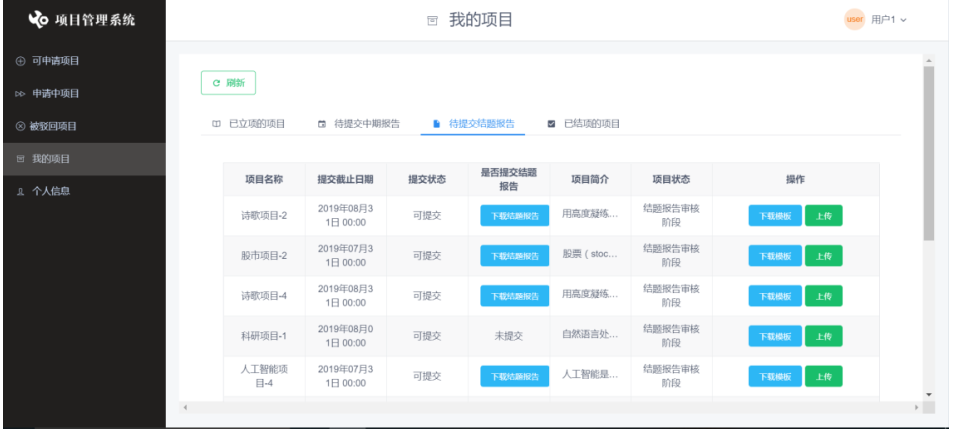 项目管理系统
我的项目
user 用户1
可申请项目
申请中项目
被驳回项目
我的项目
个人信息
刷新
已立项的项目 待提交中期报告 待提交结题报告 已结项的项目
项目名称 提交截止日期 提交状态 是否提交结题 项目简介 项目状态 操作
报告
诗歌项目-2 2019年08月3 可提交 下载结题报告 用高度凝练... 结题报告审核 下载模板 上传
1日 00:00 阶段
股市项目-2 2019年07月3 可提交 下载结题报告 股票（stoc... 结题报告审核 下载模板 上传
1日 00:00 阶段
诗歌项目-4 2019年08月3 可提交 下载结题报告 用高度凝练... 结题报告审核 下载模板 上传
1日 00:00 阶段
科研项目-1 2019年08月0 可提交 未提交 自然语言处... 结题报告审核 下载模板 上传
1日 00:00 阶段
人工智能项 2019年07月3 可提交 下载结题报告 人工智能是... 结题报告审核 下载模板 上传
目-4 1日 00:00 阶段